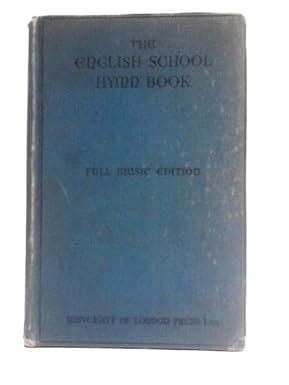 THE
ENGLISH SCHOOL
HYMN BOOK
FULL MUSIC EDITION
UNIVERSITY OF LONDON PRESS LTD